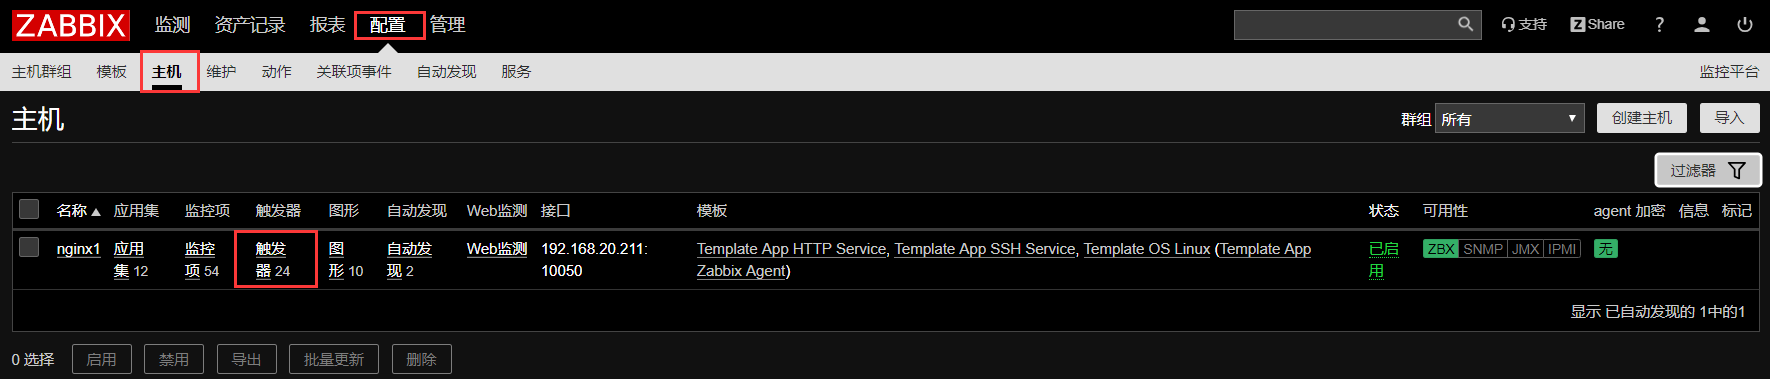 ZABBIX 监测 资产记录 报表 配置 管理 支持 Z Share ?
主机群组 模板 主机 维护 动作 关联项事件 自动发现 服务 监控平台
主机 群组 所有 创建主机 导入
过滤器
名称 应用集 监控项 触发器 图形 自动发现 Web监测 接口 模板 状态 可用性 agent 加密 信息 标记
nginx1 应用 监控 触发 图 自动发 Web监测 192.168.20.211: Template App HTTP Service, Template App SSH Service, Template OS Linux (Template App 已启 ZBX SNMP JMX IPMI 无
集 12 项 54 器 24 形 10 现 2 10050 Zabbix Agent) 用
显示 已自动发现的 1中的1
0 选择 启用 禁用 导出 批量更新 删除